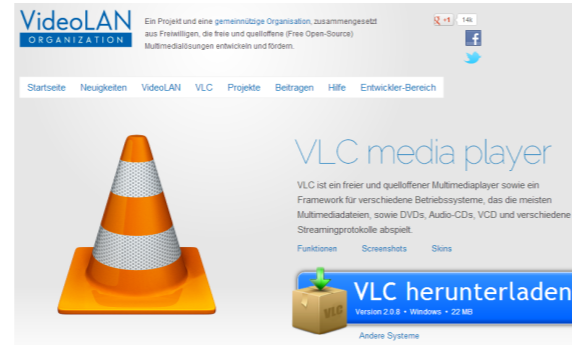 VideoLAN
ORGANIZATION
Ein Projekt und eine gemeinnützige Organisation, zusammengesetzt
aus Freiwilligen, die freie und quelloffene (Free Open-Source)
Multimedialösungen entwickeln und fördern.
+1 14k
Startseite Neuigkeiten VideoLAN VLC Projekte Beitragen Hilfe Entwickler-Bereich
VLC media player
VLC ist ein freier und quelloffener Multimediaplayer sowie ein
Framework für verschiedene Betriebssysteme, das die meisten
Multimediadateien, sowie DVDs, Audio-CDs, VCD und verschiedene
Streamingprotokolle abspielt.
Funktionen Screenshots Skins
VLC herunterladen
Version 2.0.8 • Windows • 22 MB
VLC
Andere Systeme